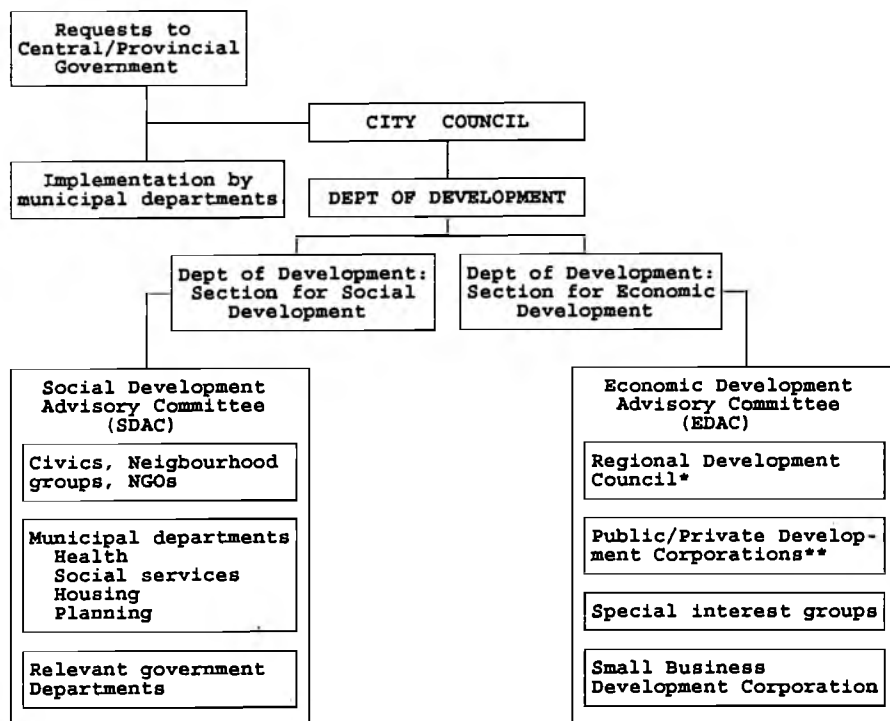 Requests to
Central/Provincial
Government
CITY COUNCIL
Implementation by
municipal departments
DEPT OF DEVELOPMENT
Dept of Development:
Section for Social
Development
Dept of Development:
Section for Economic
Development
Social Development
Advisory Committee
(SDAC)
Civics, Neigbourhood
groups, NGOs
Municipal departments
Health
Social services
Housing
Planning
Relevant government
Departments
Economic Development
Advisory Committee
(EDAC)
Regional Development
Council*
Public/Private Develop-
ment Corporations**
Special interest groups
Small Business
Development Corporation